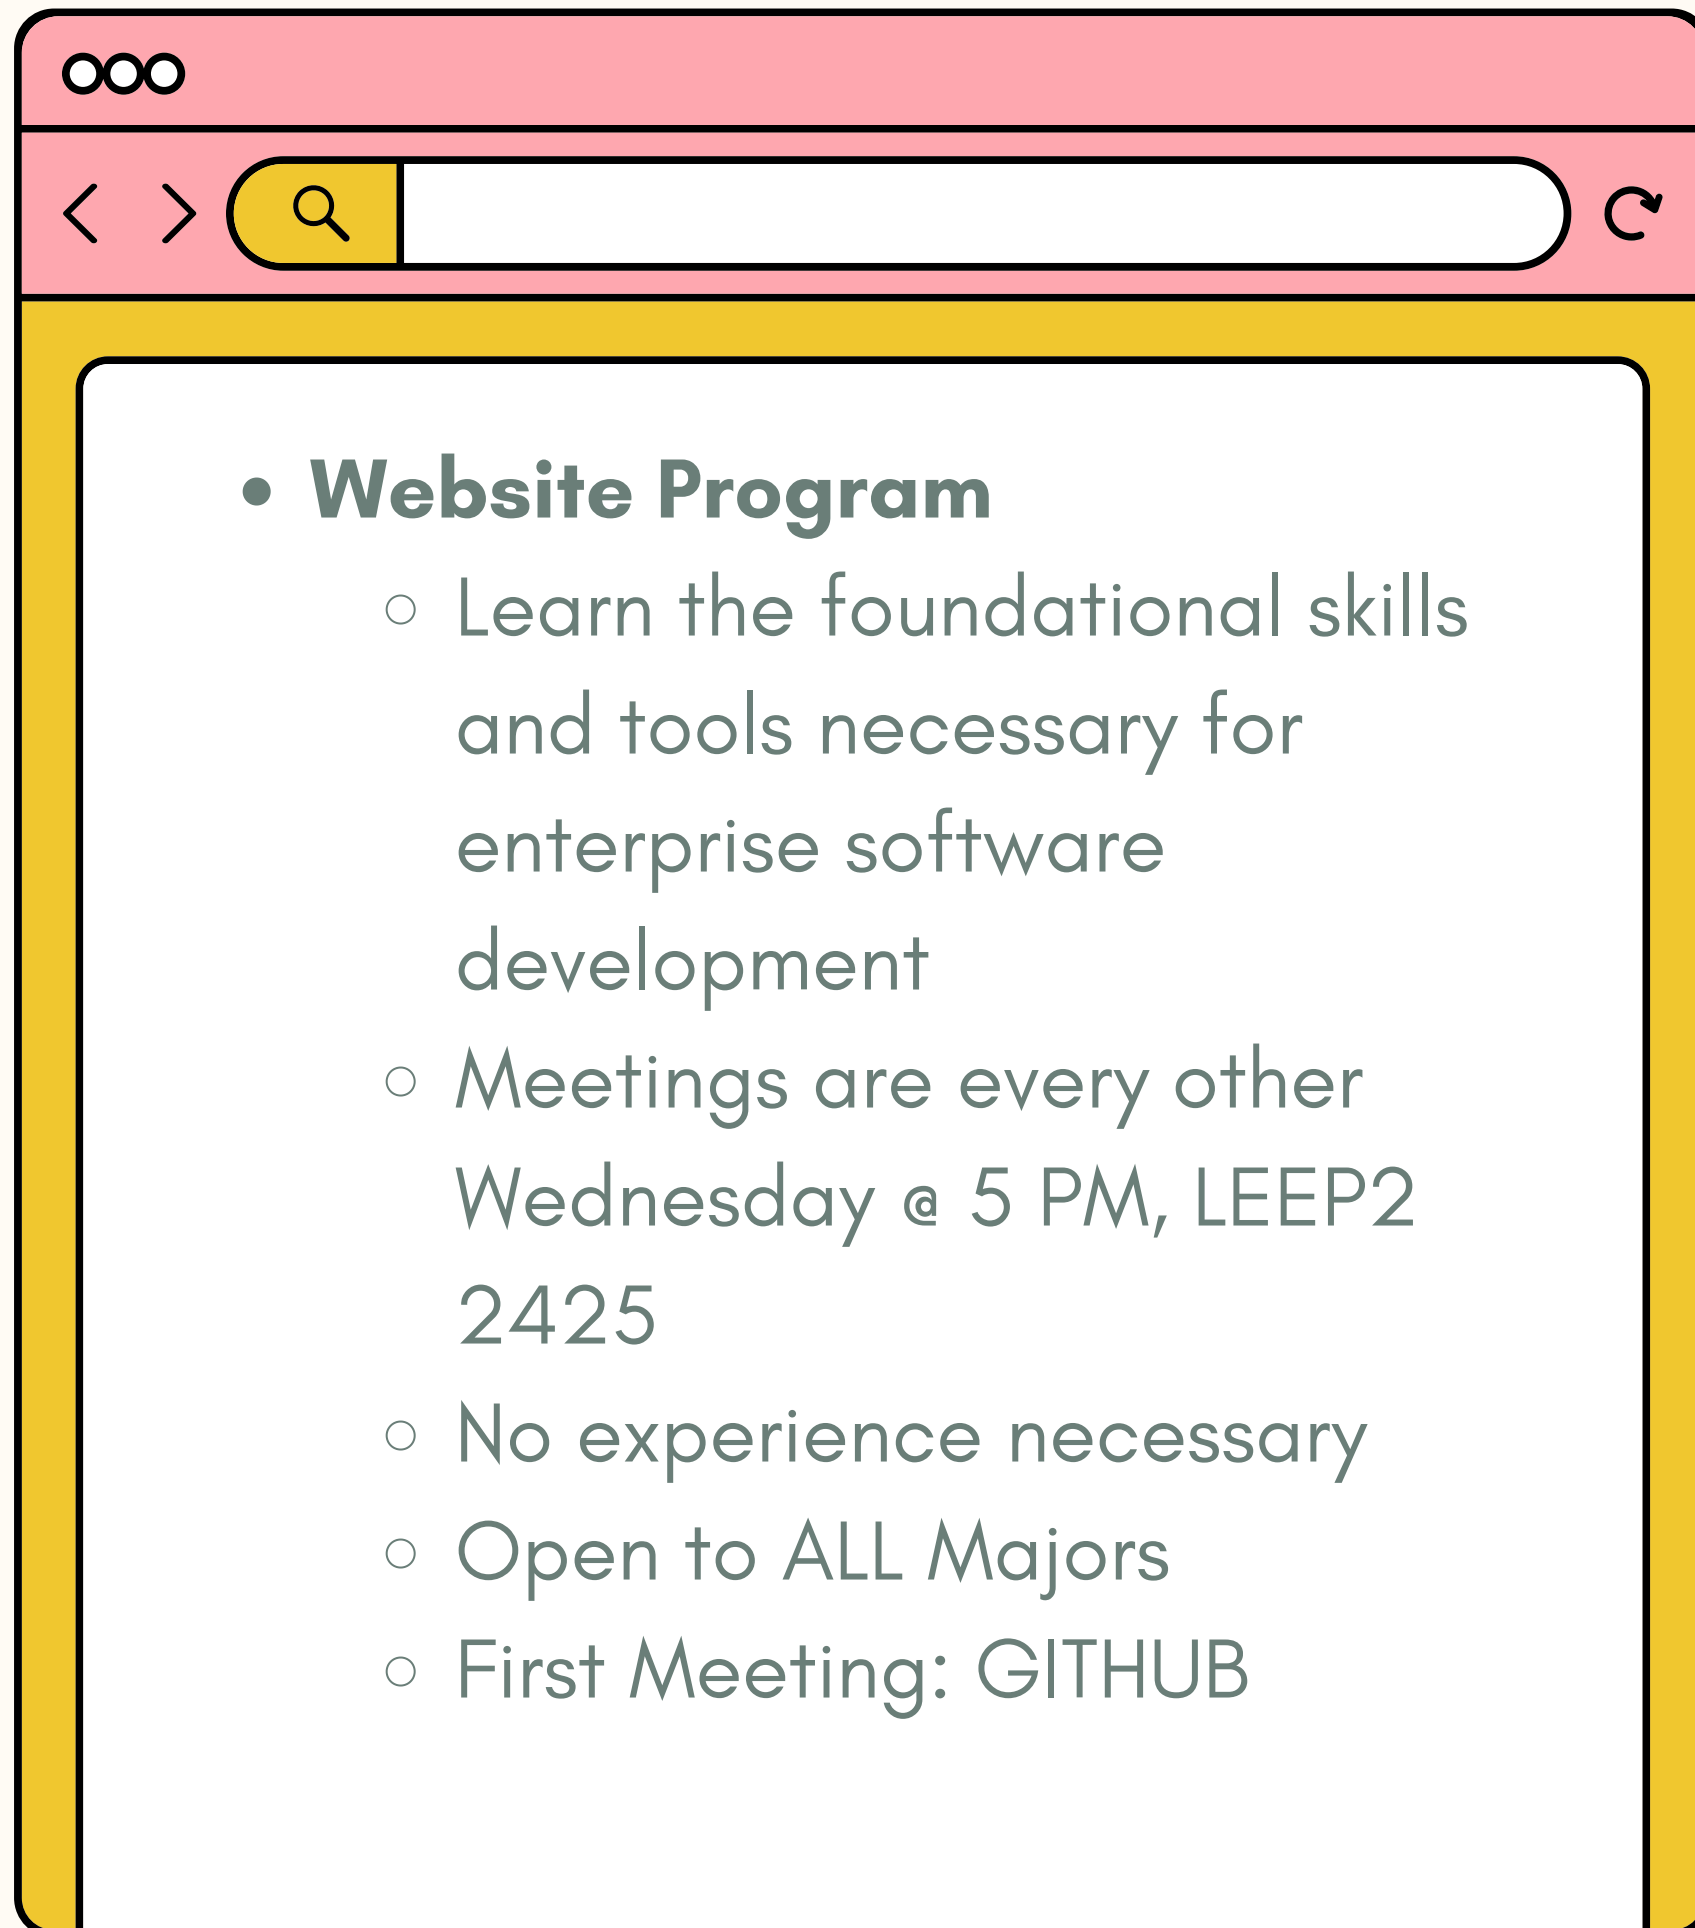 • Website Program
○ Learn the foundational skills
and tools necessary for
enterprise software
development
○ Meetings are every other
Wednesday @ 5 PM, LEEP2
2425
○ No experience necessary
○ Open to ALL Majors
○ First Meeting: GITHUB